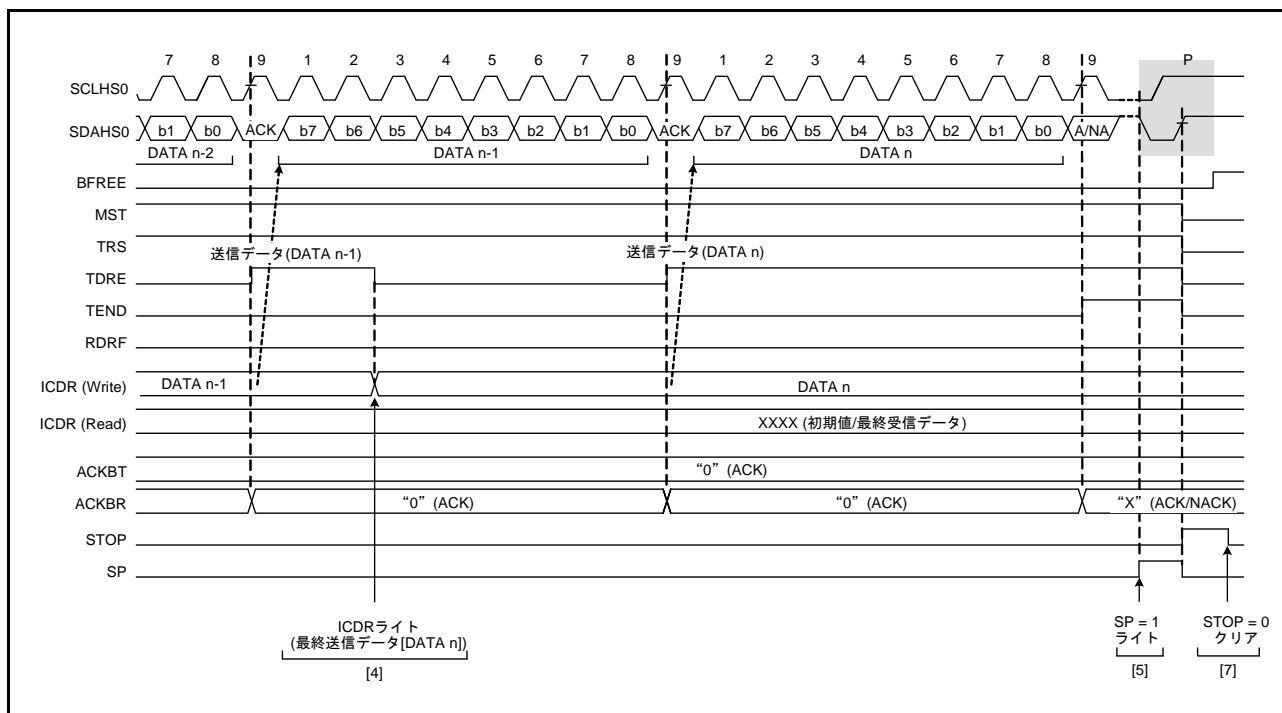 7 8 9 1 2 3 4 5 6 7 8 9 1 2 3 4 5 6 7 8 9 P
SCLHS0
SDAHS0 b1 b0 ACK b7 b6 b5 b4 b3 b2 b1 b0 ACK b7 b6 b5 b4 b3 b2 b1 b0 A/NA
DATA n-2 DATA n-1 DATA n
BFREE
MST
TRS
送信データ(DATA n-1) 送信データ(DATA n)
TDRE
TEND
RDRF
ICDR (Write) DATA n-1 DATA n
ICDR (Read) XXXX (初期値/最終受信データ)
ACKBT “0” (ACK)
ACKBR “0” (ACK) “0” (ACK) “X” (ACK/NACK)
STOP
SP
ICDRライト
(最終送信データ[DATA n])
[4]
SP = 1
ライト
[5]
STOP = 0
クリア
[7]